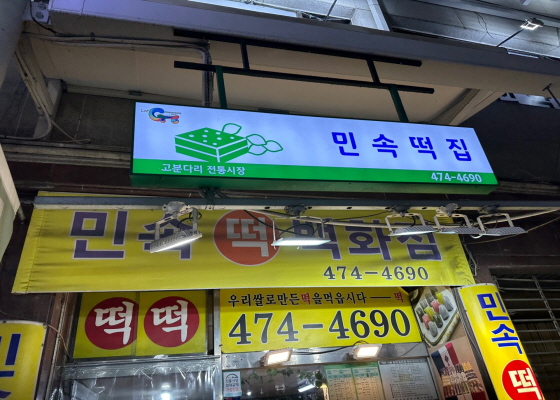 민속떡집
고분다리 전통시장
474-4690
민속 떡 백화점
474-4690
떡 떡
우리쌀로만든떡을먹읍시다 — 떡
474-4690
민속
떡
민